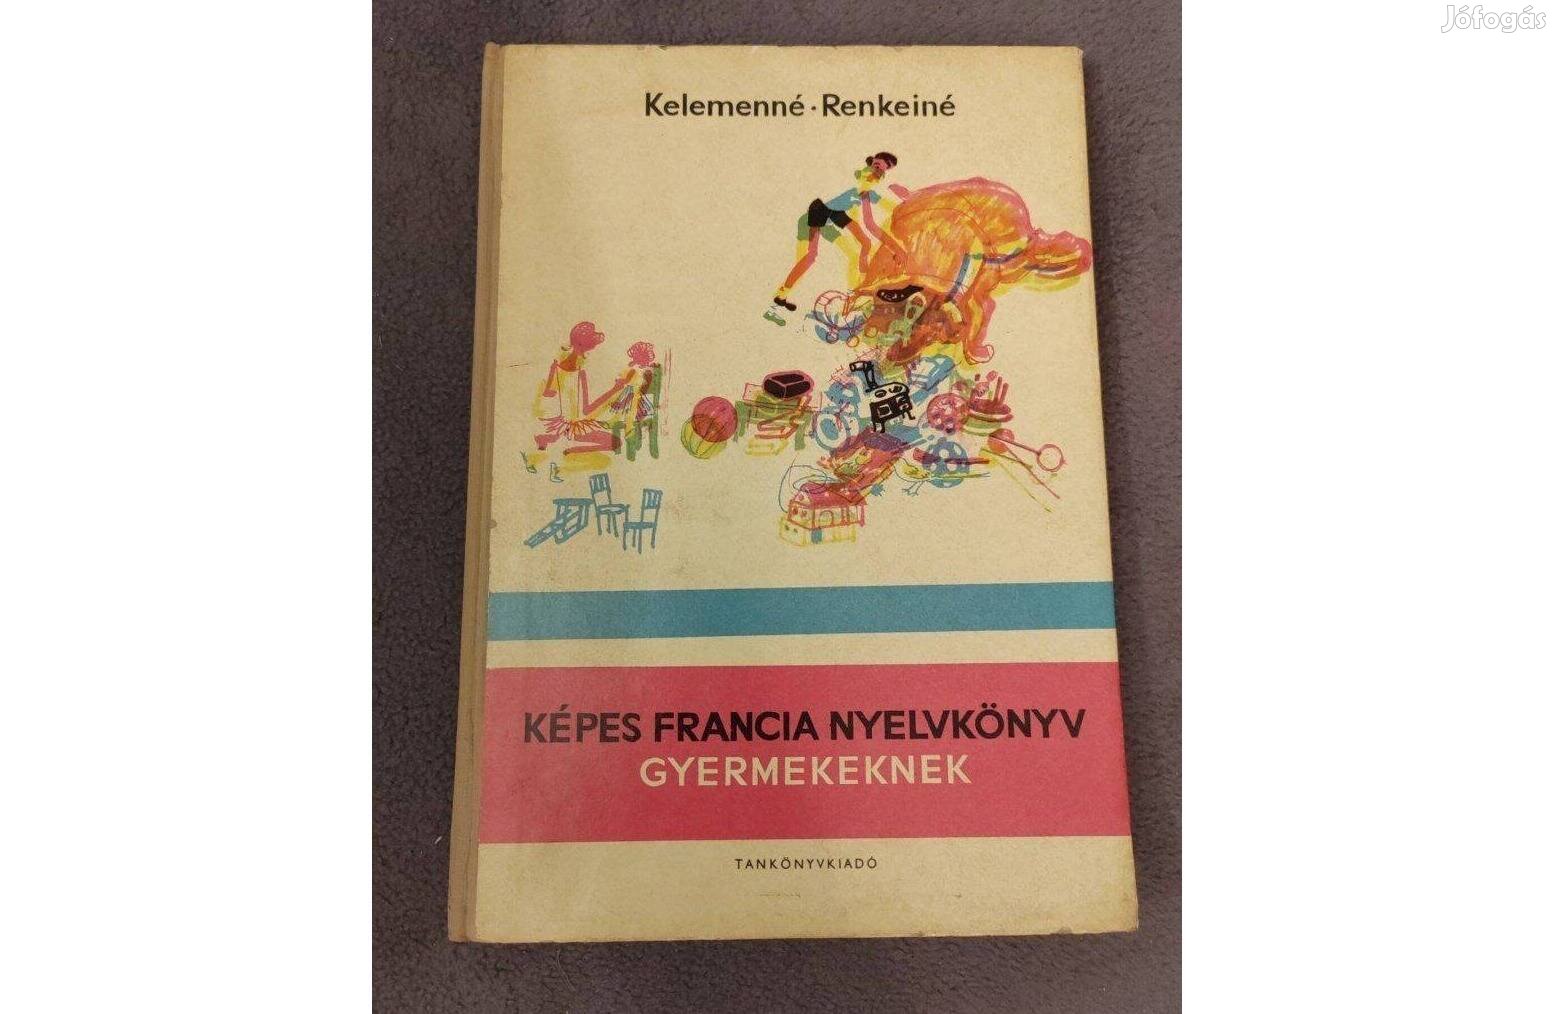 Jófogás
Kelemenné · Renkeiné
KÉPES FRANCIA NYELVKÖNYV
GYERMEKEKNEK
TANKÖNYVKIADÓ